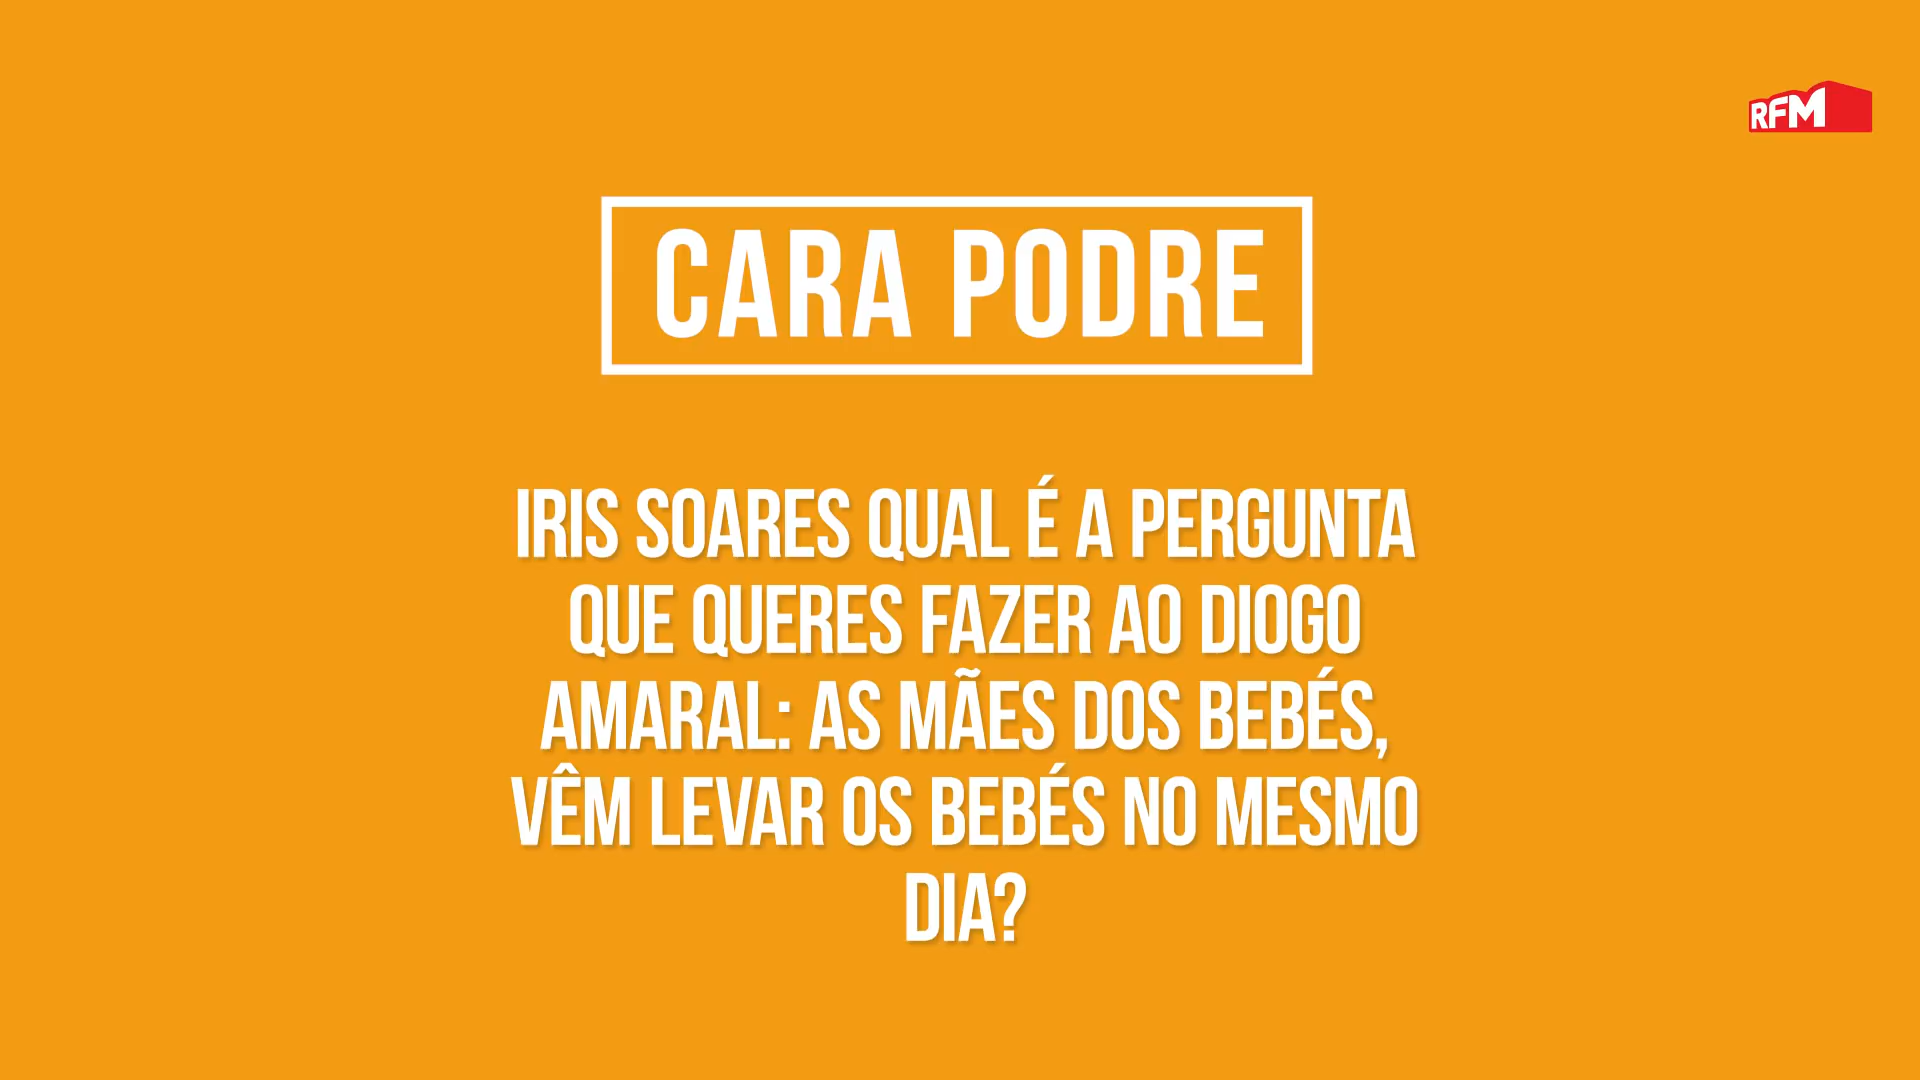 RFM
CARA PODRE
IRIS SOARES QUAL É A PERGUNTA
QUE QUERES FAZER AO DIOGO
AMARAL: AS MÃES DOS BEBÉS,
VÊM LEVAR OS BEBÉS NO MESMO
DIA?